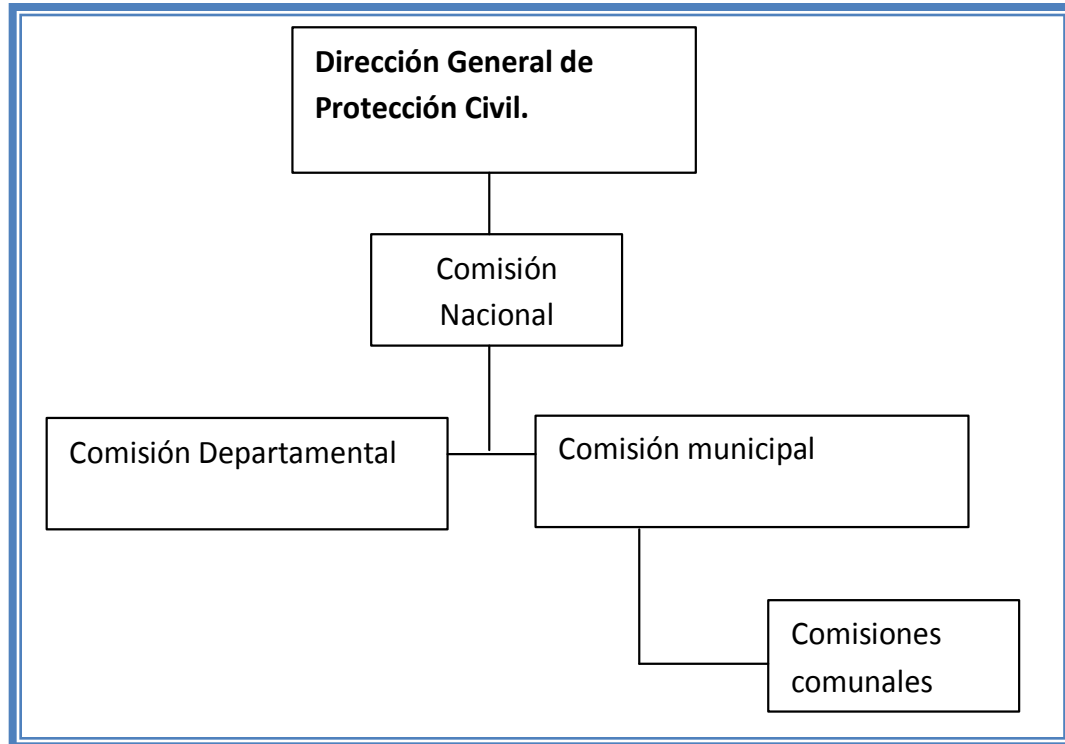 Dirección General de
Protección Civil.
Comisión
Nacional
Comisión Departamental
Comisión municipal
Comisiones
comunales